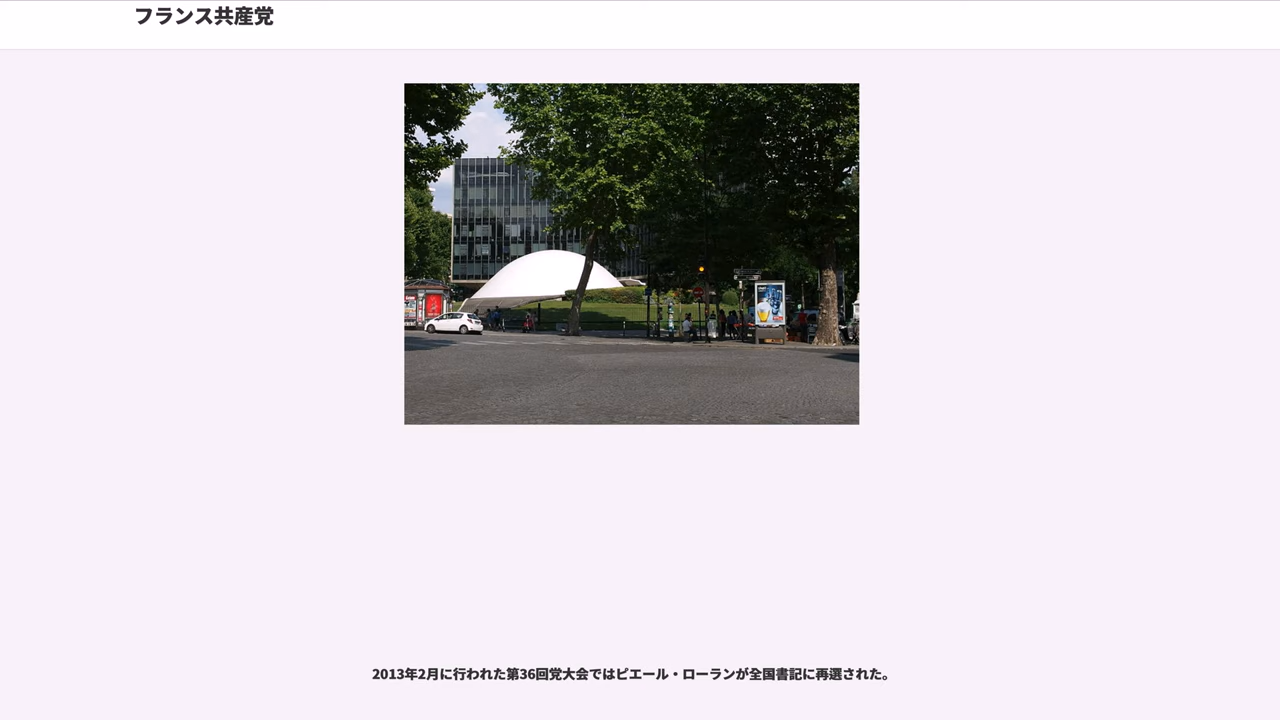 フランス共産党
2013年2月に行われた第36回党大会ではピエール・ローランが全国書記に再選された。